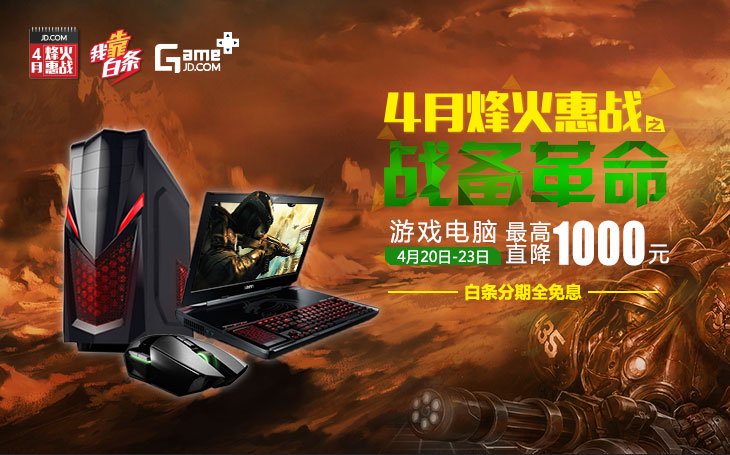 JD.COM
4月
烽火
惠战
我靠
白条
Game+
JD.COM
4月烽火惠战之
战备革命
游戏电脑
4月20日-23日
最高
直降1000元
白条分期全免息
385